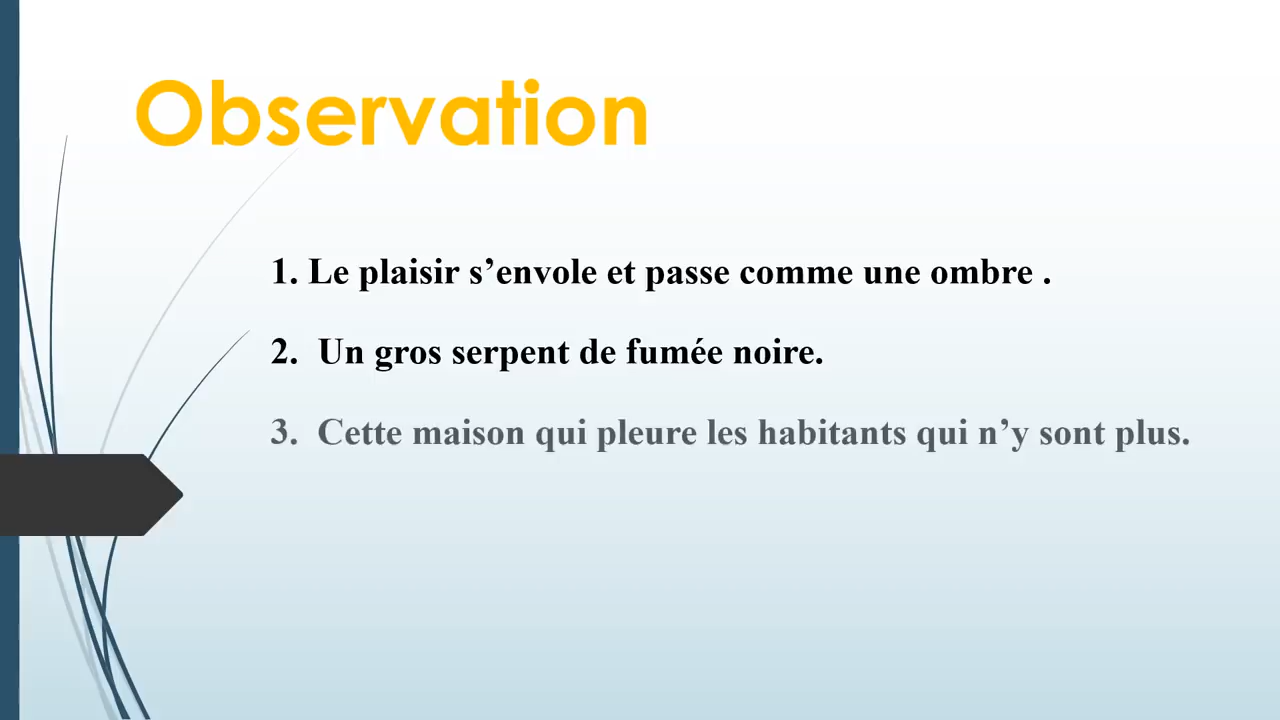 Observation
1. Le plaisir s’envole et passe comme une ombre .
2. Un gros serpent de fumée noire.
3. Cette maison qui pleure les habitants qui n’y sont plus.